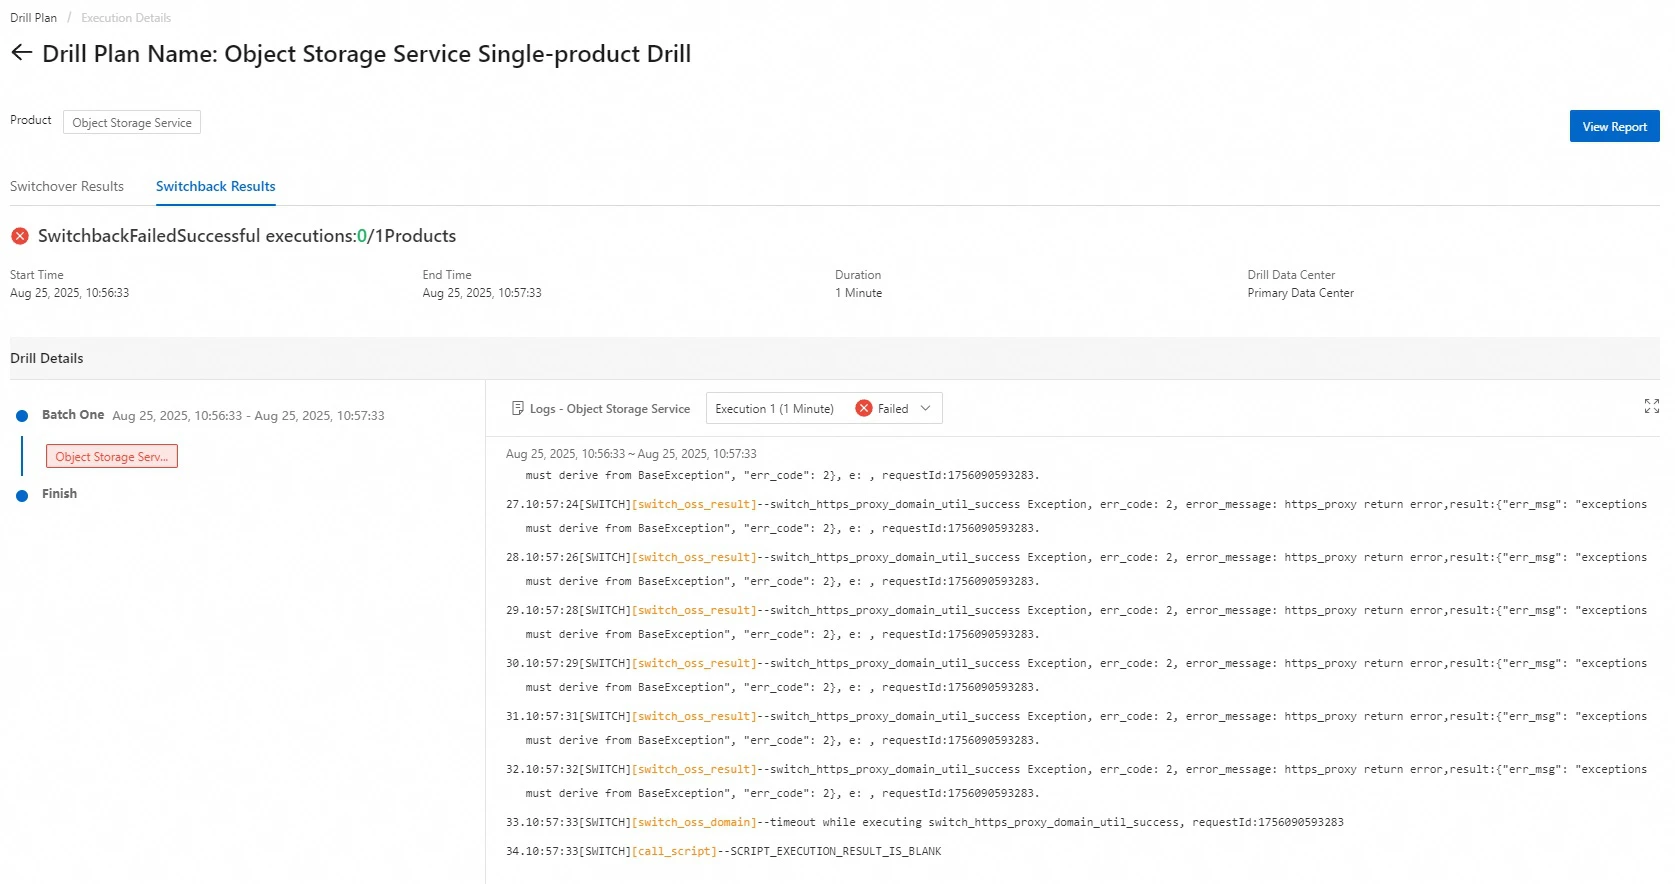 Drill Plan / Execution Details
Drill Plan Name: Object Storage Service Single-product Drill
Product Object Storage Service
View Report
Switchover Results Switchback Results
SwitchbackFailedSuccessful executions:0/1Products
Start Time End Time Duration Drill Data Center
Aug 25, 2025, 10:56:33 Aug 25, 2025, 10:57:33 1 Minute Primary Data Center
Drill Details
Batch One Aug 25, 2025, 10:56:33 - Aug 25, 2025, 10:57:33
Object Storage Serv...
Finish
Logs - Object Storage Service Execution 1 (1 Minute) Failed
Aug 25, 2025, 10:56:33 ~ Aug 25, 2025, 10:57:33
must derive from BaseException", "err_code": 2}, e: , requestId:1756090593283.
27.10:57:24[SWITCH][switch_oss_result]--switch_https_proxy_domain_util_success Exception, err_code: 2, error_message: https_proxy return error,result:{"err_msg": "exceptions
must derive from BaseException", "err_code": 2}, e: , requestId:1756090593283.
28.10:57:26[SWITCH][switch_oss_result]--switch_https_proxy_domain_util_success Exception, err_code: 2, error_message: https_proxy return error,result:{"err_msg": "exceptions
must derive from BaseException", "err_code": 2}, e: , requestId:1756090593283.
29.10:57:28[SWITCH][switch_oss_result]--switch_https_proxy_domain_util_success Exception, err_code: 2, error_message: https_proxy return error,result:{"err_msg": "exceptions
must derive from BaseException", "err_code": 2}, e: , requestId:1756090593283.
30.10:57:29[SWITCH][switch_oss_result]--switch_https_proxy_domain_util_success Exception, err_code: 2, error_message: https_proxy return error,result:{"err_msg": "exceptions
must derive from BaseException", "err_code": 2}, e: , requestId:1756090593283.
31.10:57:31[SWITCH][switch_oss_result]--switch_https_proxy_domain_util_success Exception, err_code: 2, error_message: https_proxy return error,result:{"err_msg": "exceptions
must derive from BaseException", "err_code": 2}, e: , requestId:1756090593283.
32.10:57:32[SWITCH][switch_oss_result]--switch_https_proxy_domain_util_success Exception, err_code: 2, error_message: https_proxy return error,result:{"err_msg": "exceptions
must derive from BaseException", "err_code": 2}, e: , requestId:1756090593283.
33.10:57:33[SWITCH][switch_oss_domain]--timeout while executing switch_https_proxy_domain_util_success, requestId:1756090593283
34.10:57:33[SWITCH][call_script]--SCRIPT_EXECUTION_RESULT_IS_BLANK